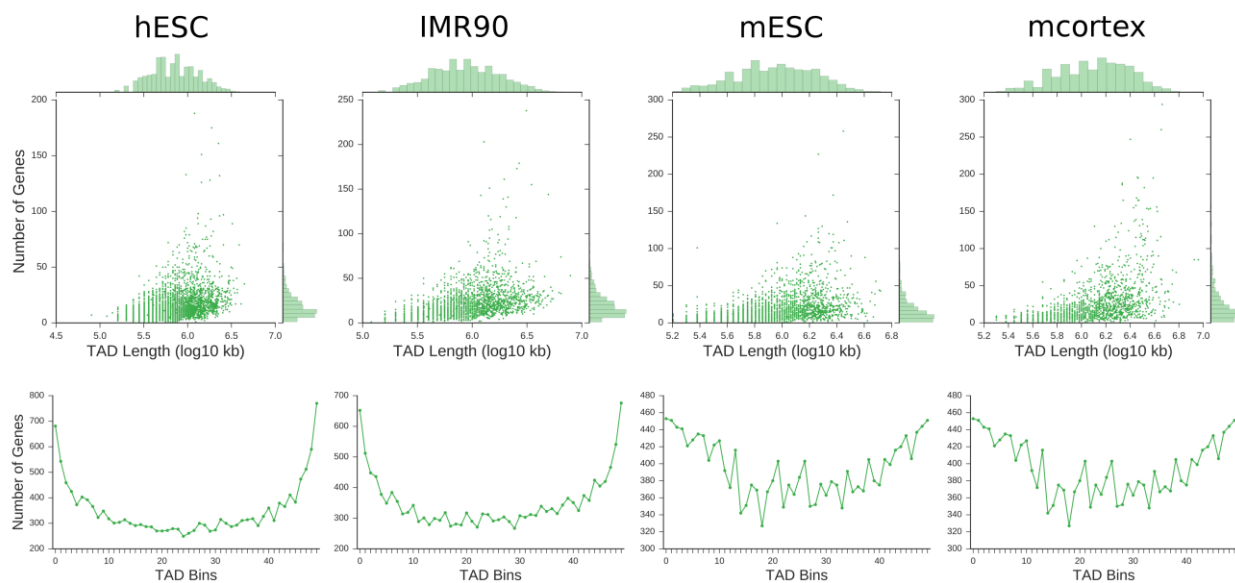 hESC IMR90 mESC mcortex
200 250 300 300
150 200 250 250
100 150 200 200
50 100 150 150
0 50 100 100
0 50 50
0 0
Number of Genes
4.5 5.0 5.5 6.0 6.5 7.0
5.0 5.5 6.0 6.5 7.0
5.2 5.4 5.6 5.8 6.0 6.2 6.4 6.6 6.8
5.2 5.4 5.6 5.8 6.0 6.2 6.4 6.6 6.8 7.0
TAD Length (log10 kb) TAD Length (log10 kb) TAD Length (log10 kb) TAD Length (log10 kb)
800 700 480 480
700 600 460 460
600 500 440 440
500 400 420 420
400 300 400 400
300 200 380 380
200 360 360
340 340
320 320
300 300
Number of Genes
0 10 20 30 40
0 10 20 30 40
0 10 20 30 40
0 10 20 30 40
TAD Bins TAD Bins TAD Bins TAD Bins